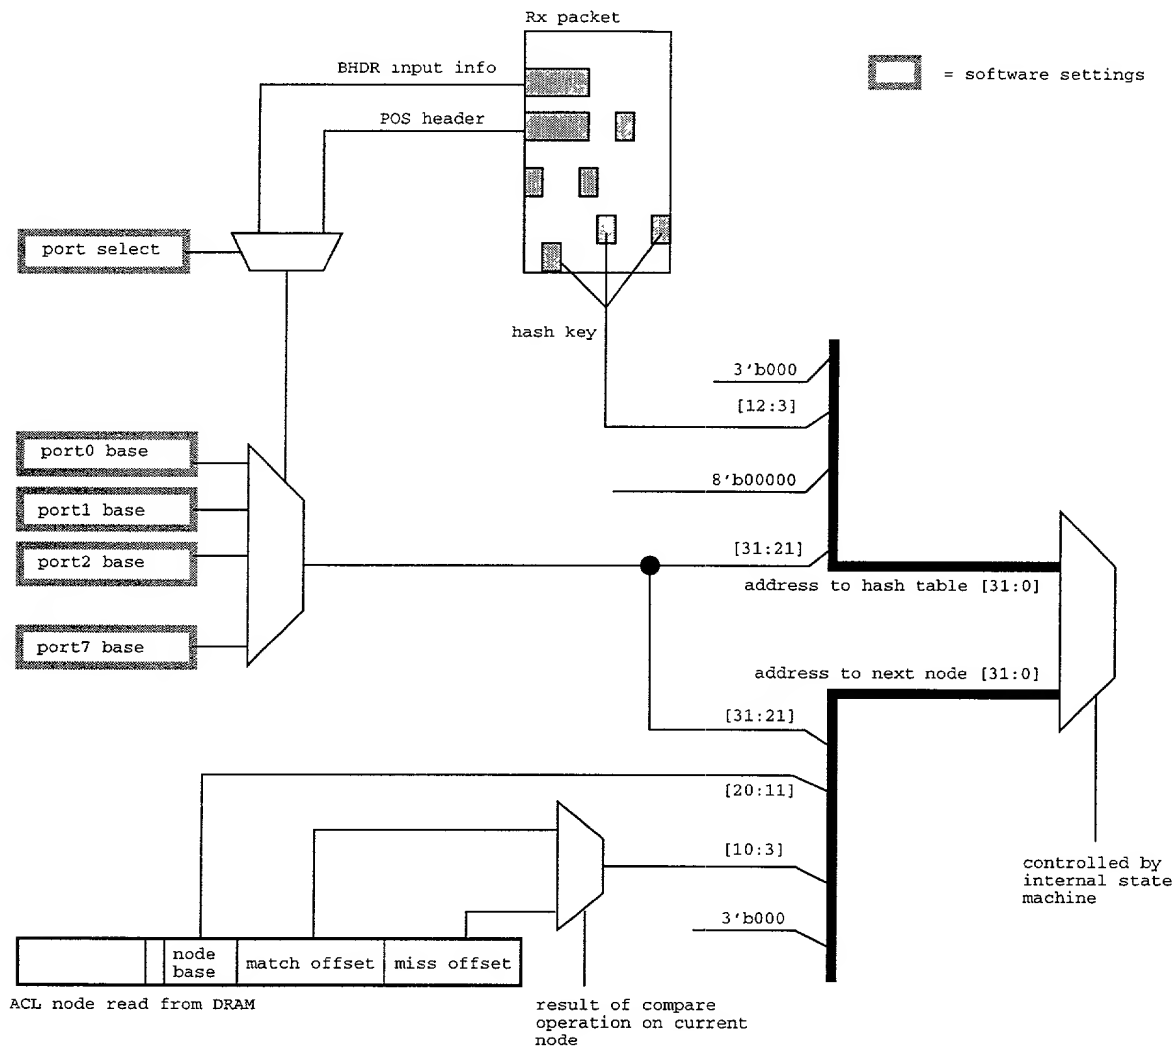 Rx packet
BHDR input info
= software settings
POS header
port select
hash key
3'b000
[12:3]
port0 base
8'b00000
port1 base
[31:21]
port2 base
address to hash table [31:0]
port7 base
address to next node [31:0]
[31:21]
[20:11]
[10:3]
controlled by
internal state
machine
3'b000
node
base
match offset
miss offset
ACL node read from DRAM
result of compare
operation on current
node